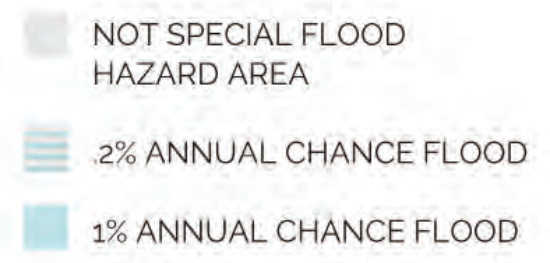 NOT SPECIAL FLOOD
HAZARD AREA
.2% ANNUAL CHANCE FLOOD
1% ANNUAL CHANCE FLOOD